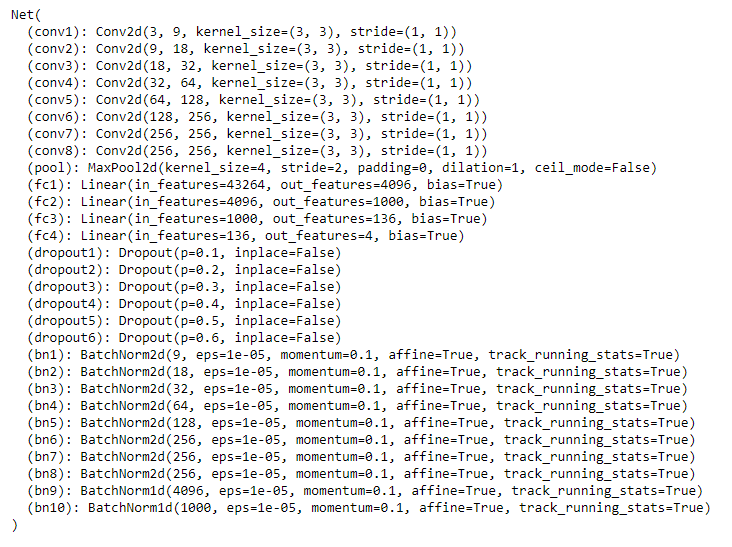 Net(
  (conv1): Conv2d(3, 9, kernel_size=(3, 3), stride=(1, 1))
  (conv2): Conv2d(9, 18, kernel_size=(3, 3), stride=(1, 1))
  (conv3): Conv2d(18, 32, kernel_size=(3, 3), stride=(1, 1))
  (conv4): Conv2d(32, 64, kernel_size=(3, 3), stride=(1, 1))
  (conv5): Conv2d(64, 128, kernel_size=(3, 3), stride=(1, 1))
  (conv6): Conv2d(128, 256, kernel_size=(3, 3), stride=(1, 1))
  (conv7): Conv2d(256, 256, kernel_size=(3, 3), stride=(1, 1))
  (conv8): Conv2d(256, 256, kernel_size=(3, 3), stride=(1, 1))
  (pool): MaxPool2d(kernel_size=4, stride=2, padding=0, dilation=1, ceil_mode=False)
  (fc1): Linear(in_features=43264, out_features=4096, bias=True)
  (fc2): Linear(in_features=4096, out_features=1000, bias=True)
  (fc3): Linear(in_features=1000, out_features=136, bias=True)
  (fc4): Linear(in_features=136, out_features=4, bias=True)
  (dropout1): Dropout(p=0.1, inplace=False)
  (dropout2): Dropout(p=0.2, inplace=False)
  (dropout3): Dropout(p=0.3, inplace=False)
  (dropout4): Dropout(p=0.4, inplace=False)
  (dropout5): Dropout(p=0.5, inplace=False)
  (dropout6): Dropout(p=0.6, inplace=False)
  (bn1): BatchNorm2d(9, eps=1e-05, momentum=0.1, affine=True, track_running_stats=True)
  (bn2): BatchNorm2d(18, eps=1e-05, momentum=0.1, affine=True, track_running_stats=True)
  (bn3): BatchNorm2d(32, eps=1e-05, momentum=0.1, affine=True, track_running_stats=True)
  (bn4): BatchNorm2d(64, eps=1e-05, momentum=0.1, affine=True, track_running_stats=True)
  (bn5): BatchNorm2d(128, eps=1e-05, momentum=0.1, affine=True, track_running_stats=True)
  (bn6): BatchNorm2d(256, eps=1e-05, momentum=0.1, affine=True, track_running_stats=True)
  (bn7): BatchNorm2d(256, eps=1e-05, momentum=0.1, affine=True, track_running_stats=True)
  (bn8): BatchNorm2d(256, eps=1e-05, momentum=0.1, affine=True, track_running_stats=True)
  (bn9): BatchNorm1d(4096, eps=1e-05, momentum=0.1, affine=True, track_running_stats=True)
  (bn10): BatchNorm1d(1000, eps=1e-05, momentum=0.1, affine=True, track_running_stats=True)
)